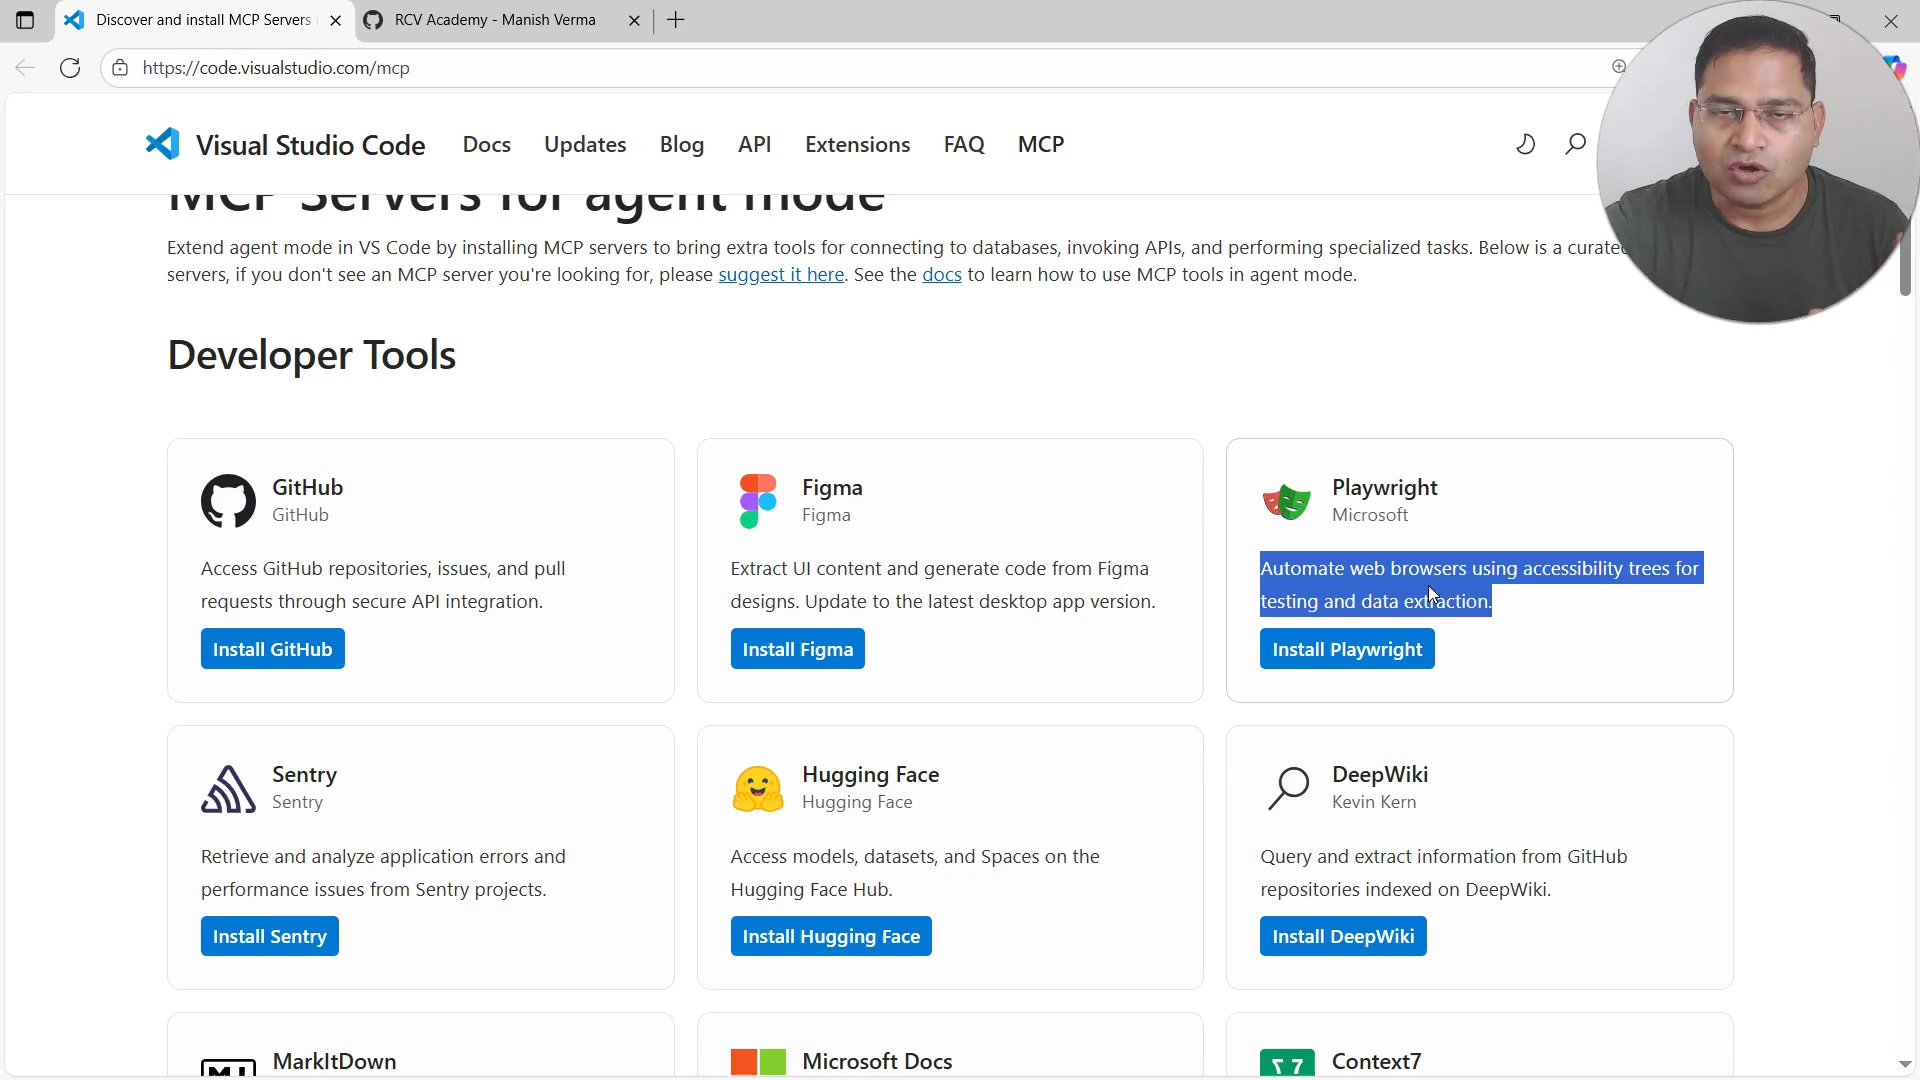 Discover and install MCP Servers
RCV Academy - Manish Verma
https://code.visualstudio.com/mcp
Visual Studio Code
Docs
Updates
Blog
API
Extensions
FAQ
MCP
MCP Servers for agent mode
Extend agent mode in VS Code by installing MCP servers to bring extra tools for connecting to databases, invoking APIs, and performing specialized tasks. Below is a curated
servers, if you don't see an MCP server you're looking for, please suggest it here. See the docs to learn how to use MCP tools in agent mode.
Developer Tools
GitHub
GitHub
Access GitHub repositories, issues, and pull
requests through secure API integration.
Install GitHub
Figma
Figma
Extract UI content and generate code from Figma
designs. Update to the latest desktop app version.
Install Figma
Playwright
Microsoft
Automate web browsers using accessibility trees for
testing and data extraction.
Install Playwright
Sentry
Sentry
Retrieve and analyze application errors and
performance issues from Sentry projects.
Install Sentry
Hugging Face
Hugging Face
Access models, datasets, and Spaces on the
Hugging Face Hub.
Install Hugging Face
DeepWiki
Kevin Kern
Query and extract information from GitHub
repositories indexed on DeepWiki.
Install DeepWiki
MarkItDown
Microsoft Docs
Context7